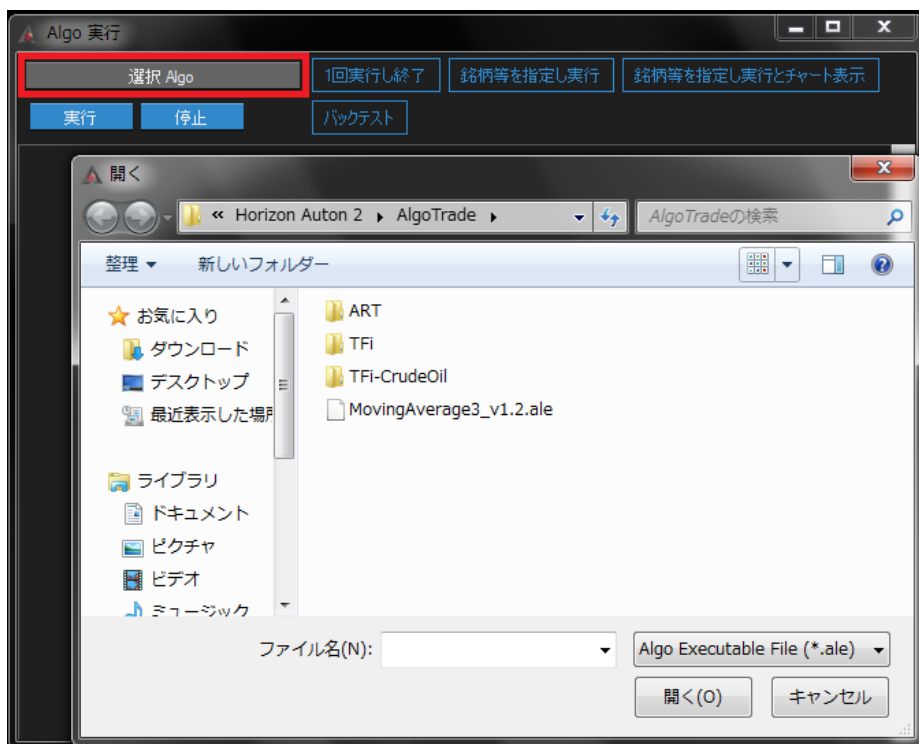 Algo 実行
選択 Algo
1回実行し終了
銘柄等を指定し実行
銘柄等を指定し実行とチャート表示
実行
停止
バックテスト
開く
« Horizon Auton 2 ▸ AlgoTrade ▸
AlgoTradeの検索
整理 ▼
新しいフォルダー
お気に入り
ダウンロード
デスクトップ
最近表示した場所
ライブラリ
ドキュメント
ピクチャ
ビデオ
ミュージック
ART
TFi
TFi-CrudeOil
MovingAverage3_v1.2.ale
ファイル名(N):
Algo Executable File (*.ale)
開く(O)
キャンセル